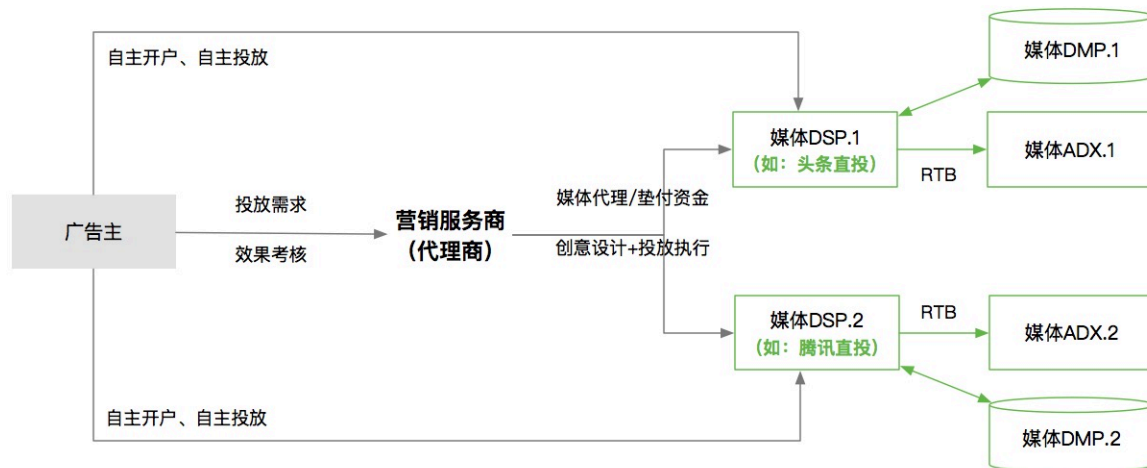 自主开户、自主投放
媒体DMP.1
媒体DSP.1
（如：头条直投）
RTB
媒体ADX.1
广告主
投放需求
效果考核
营销服务商
（代理商）
媒体代理/垫付资金
创意设计+投放执行
媒体DSP.2
（如：腾讯直投）
RTB
媒体ADX.2
自主开户、自主投放
媒体DMP.2